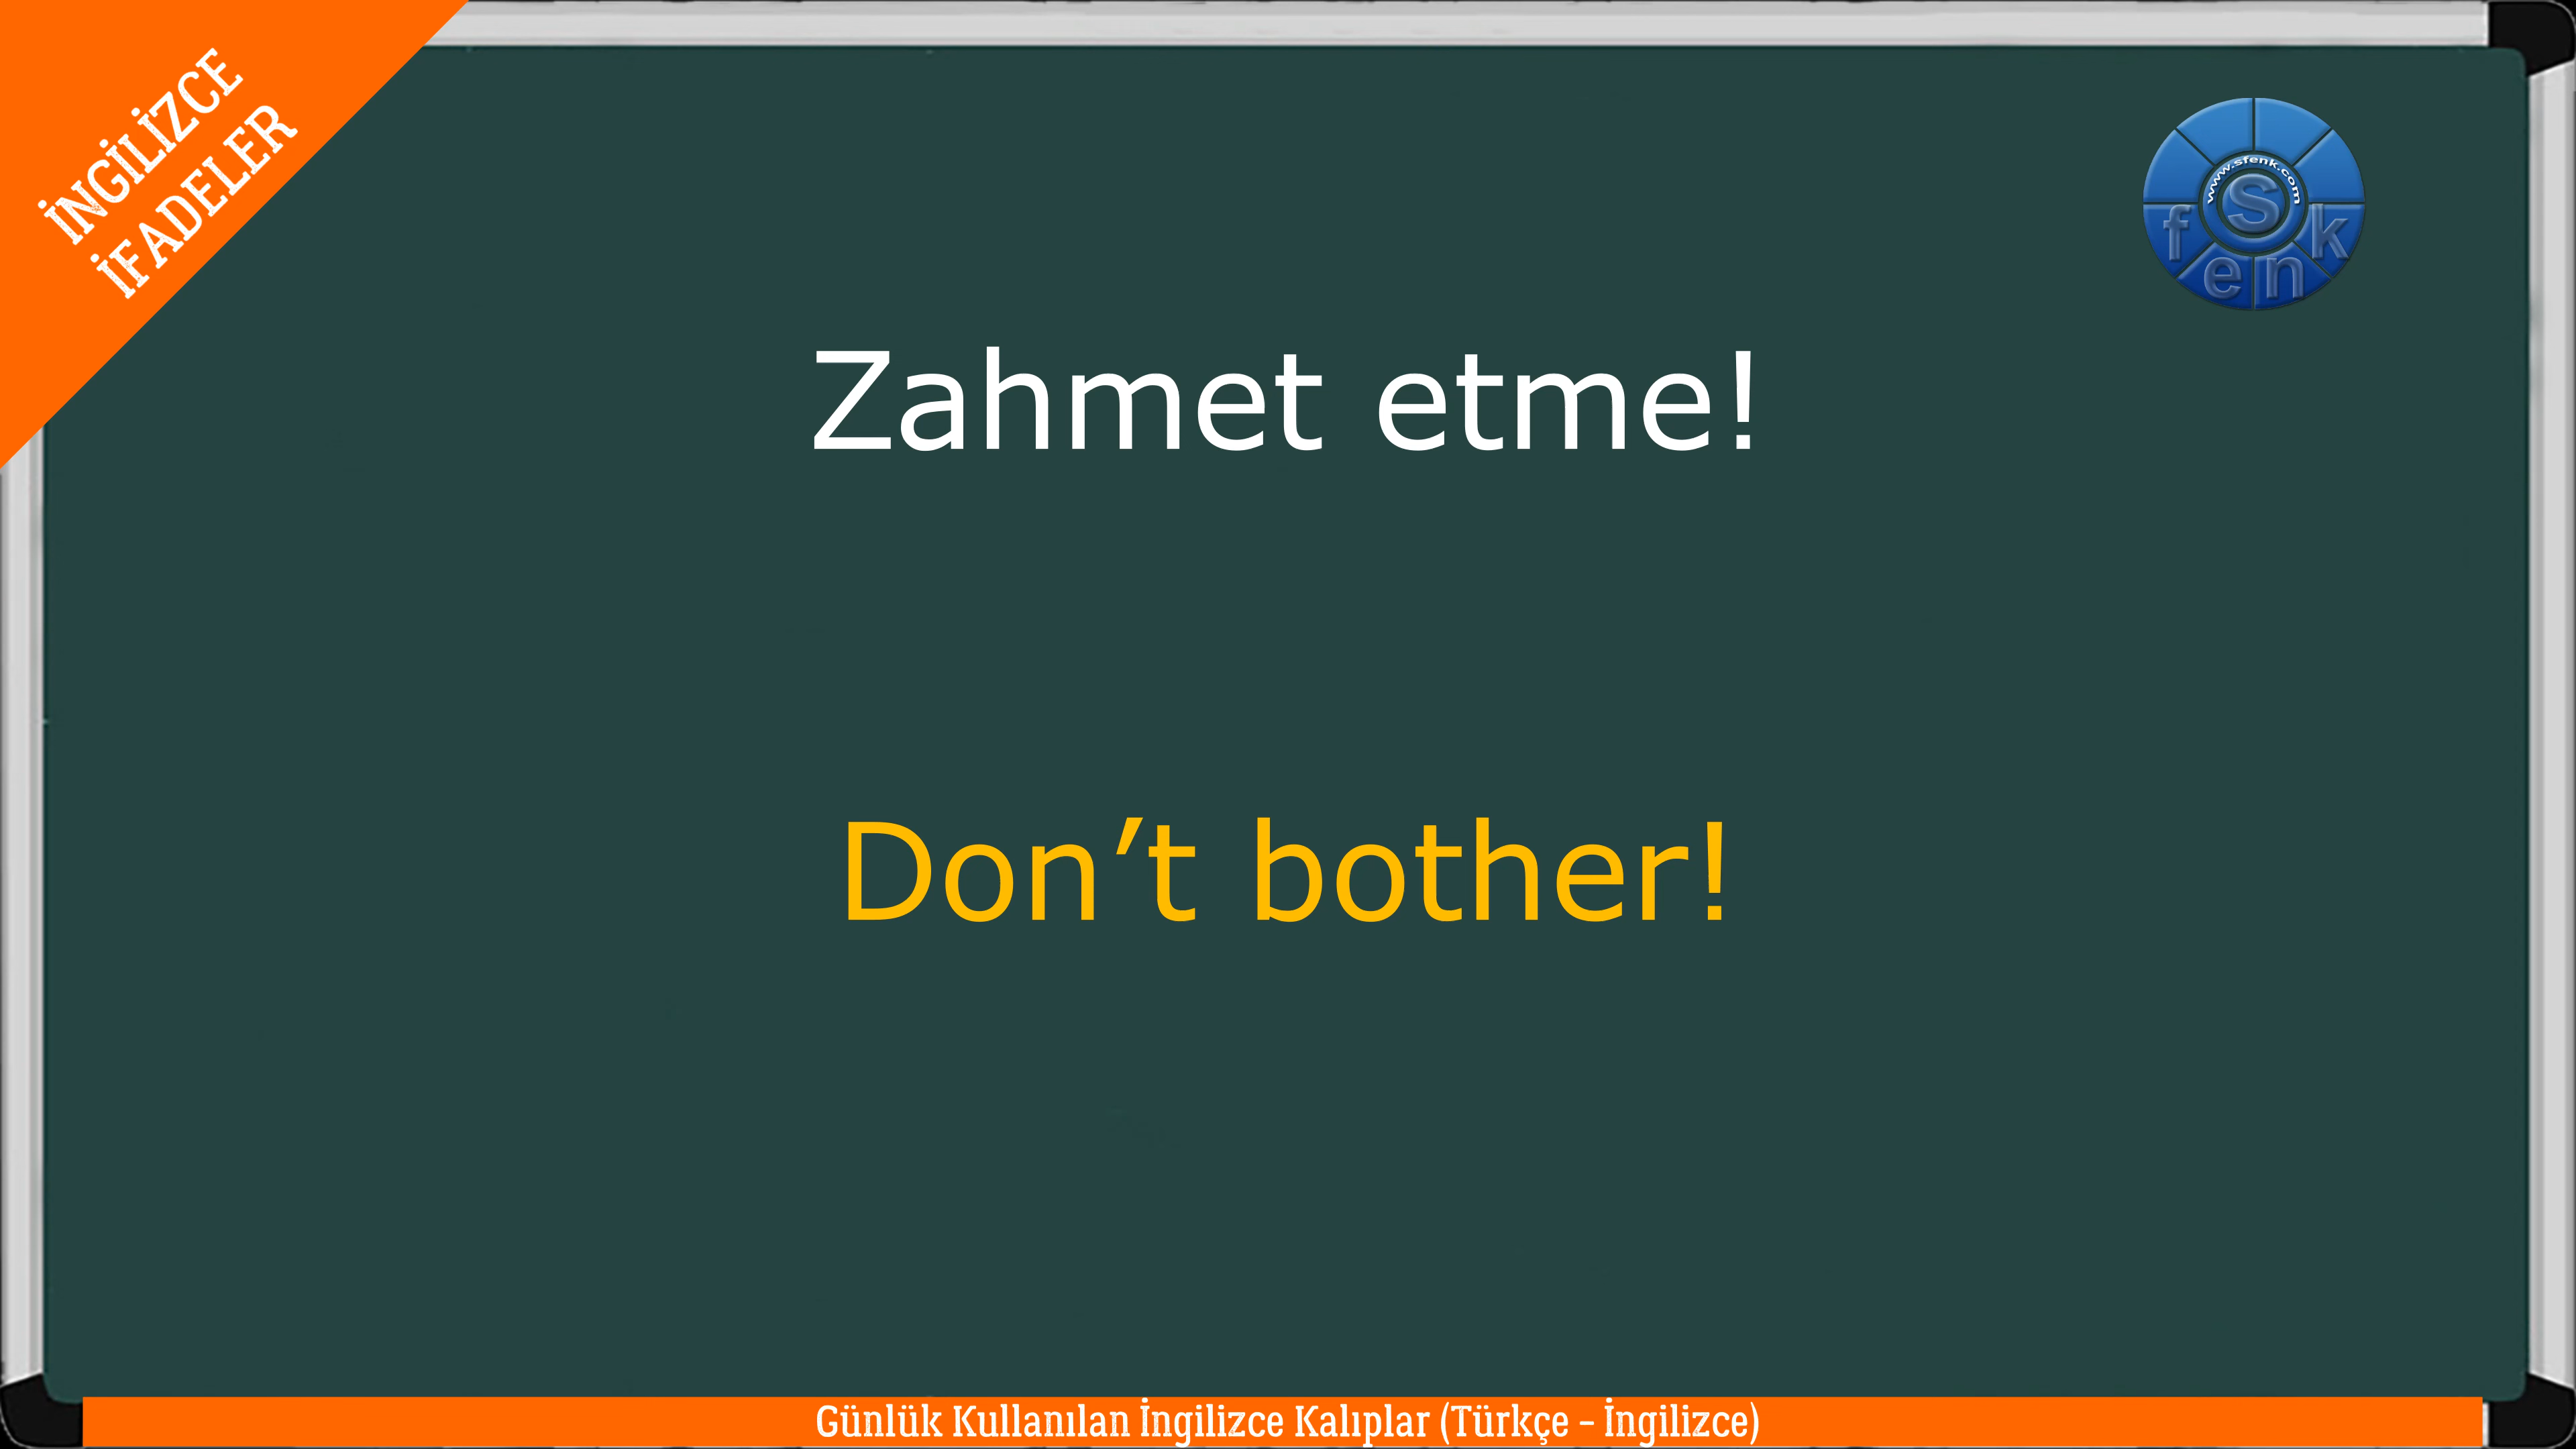 İNGİLİZCE
İFADELER
www.sfenk.com
S
f e n k
Zahmet etme!
Don’t bother!
Günlük Kullanılan İngilizce Kalıplar (Türkçe – İngilizce)